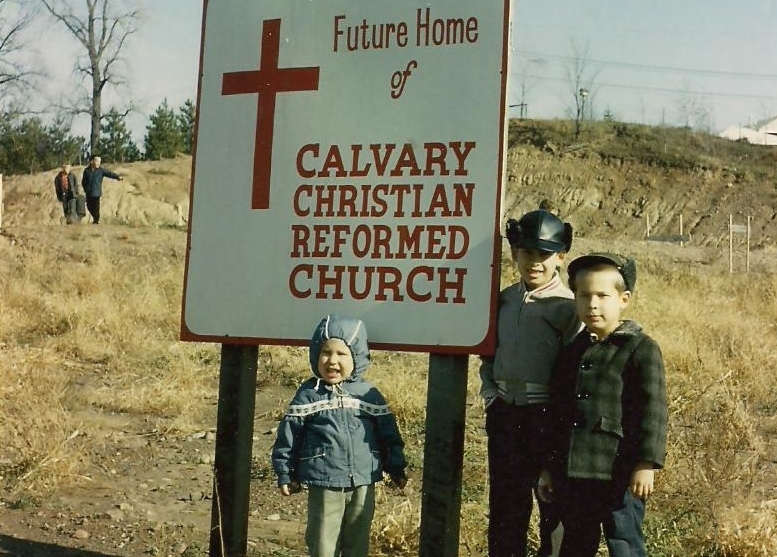 Future Home
of
CALVARY
CHRISTIAN
REFORMED
CHURCH